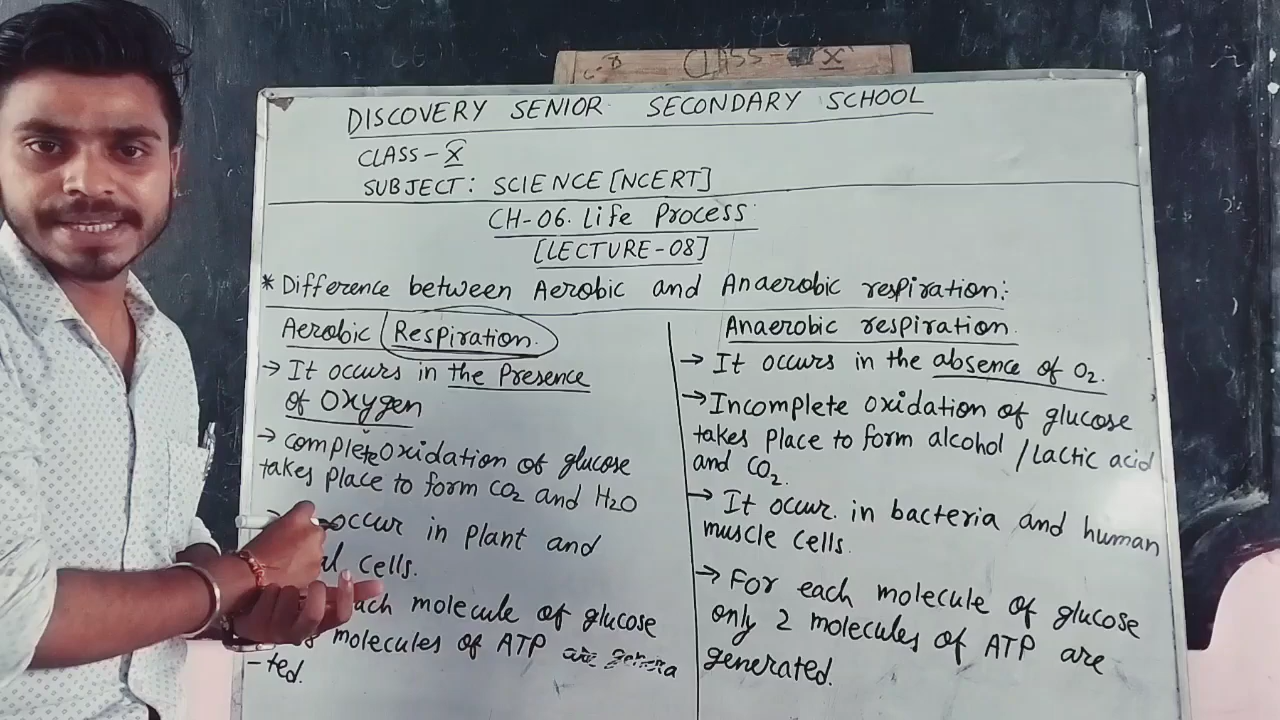 CLASS - X
DISCOVERY SENIOR SECONDARY SCHOOL
CLASS - X
SUBJECT: SCIENCE [NCERT]
CH-06. Life Process
[LECTURE-08]
* Difference between Aerobic and Anaerobic respiration:
Aerobic Respiration.
→ It occurs in the Presence
of Oxygen
→ complete oxidation of glucose
takes place to form CO2 and H2O
occur in plant and
cells.
molecule of glucose
molecules of ATP are genera
-ted.
Anaerobic respiration.
→ It occurs in the absence of O2.
→ Incomplete oxidation of glucose
takes place to form alcohol / Lactic acid
and CO2.
→ It occur in bacteria and human
muscle cells.
→ For each molecule of glucose
only 2 molecules of ATP are
generated.